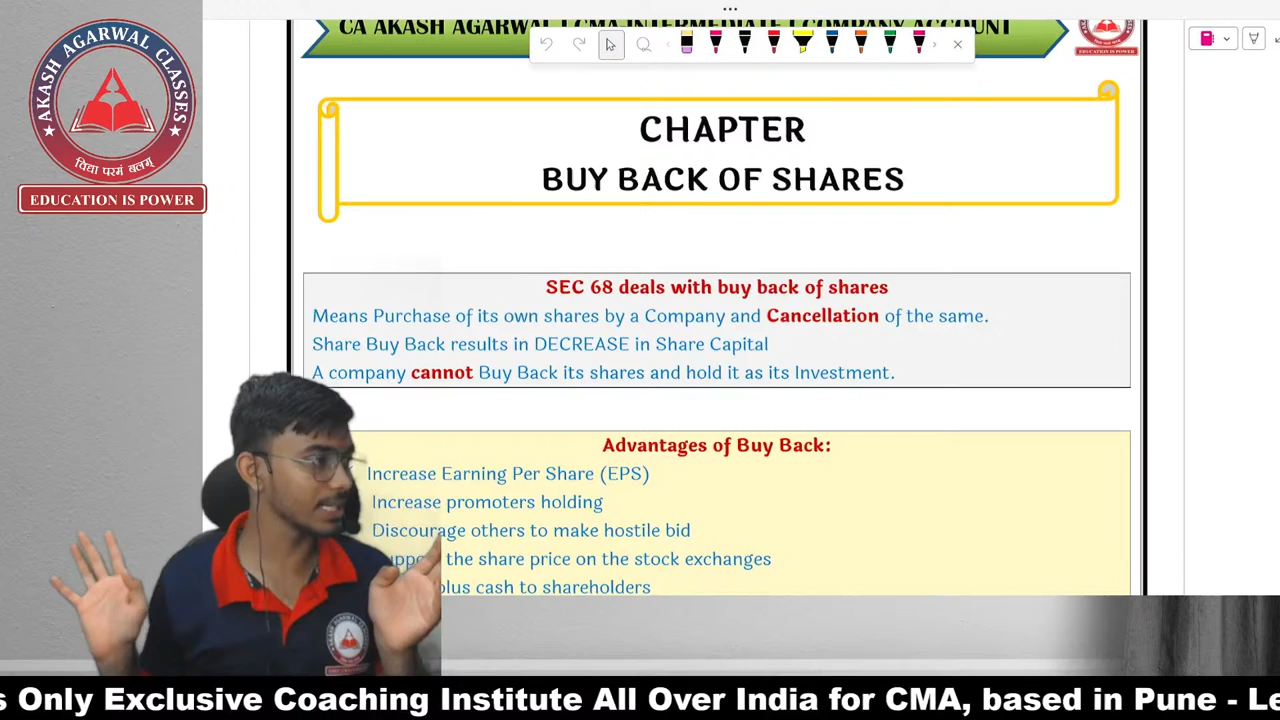 CA AKASH AGARWAL | CMA INTERMEDIATE | COMPANY ACCOUNT
AKASH AGARWAL CLASSES
विद्या परमं बलम्
EDUCATION IS POWER
CHAPTER
BUY BACK OF SHARES
SEC 68 deals with buy back of shares
Means Purchase of its own shares by a Company and Cancellation of the same.
Share Buy Back results in DECREASE in Share Capital
A company cannot Buy Back its shares and hold it as its Investment.
Advantages of Buy Back:
Increase Earning Per Share (EPS)
Increase promoters holding
Discourage others to make hostile bid
the share price on the stock exchanges
cash to shareholders
Only Exclusive Coaching Institute All Over India for CMA, based in Pune -